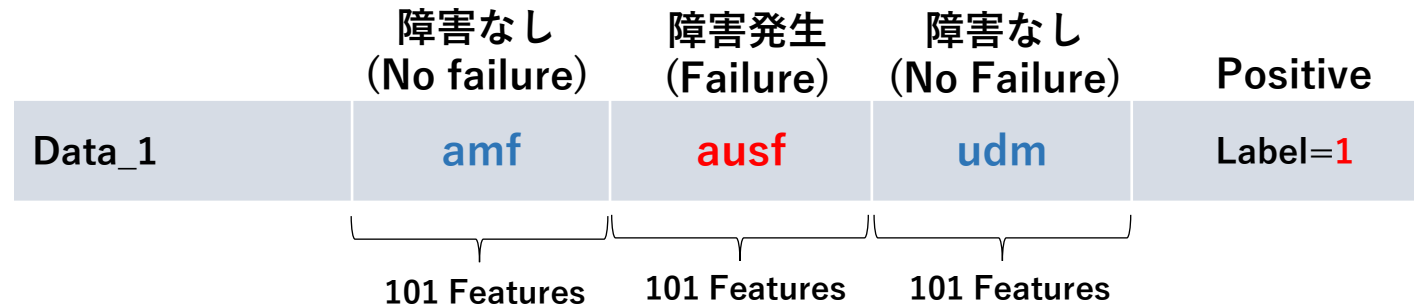 障害なし
(No failure)
障害発生
(Failure)
障害なし
(No Failure)
Positive
Data_1
amf
ausf
udm
Label=1
101 Features
101 Features
101 Features